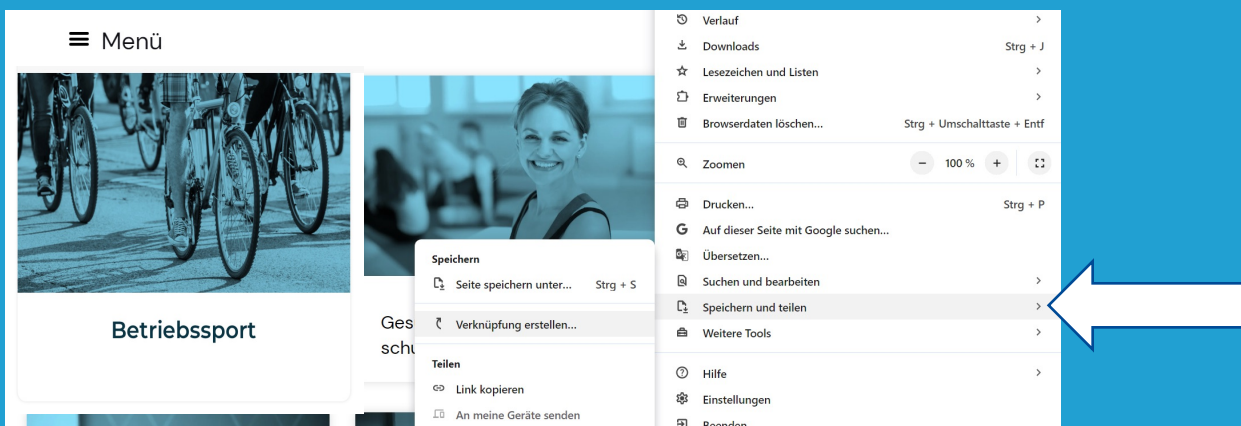 Menü
Betriebssport
Ges
schu
Speichern
Seite speichern unter... Strg + S
Verknüpfung erstellen...
Teilen
Link kopieren
An meine Geräte senden
Verlauf
Downloads Strg + J
Lesezeichen und Listen
Erweiterungen
Browserdaten löschen... Strg + Umschalttaste + Entf
Zoomen − 100 % +
Drucken... Strg + P
Auf dieser Seite mit Google suchen...
Übersetzen...
Suchen und bearbeiten
Speichern und teilen
Weitere Tools
Hilfe
Einstellungen
Beenden